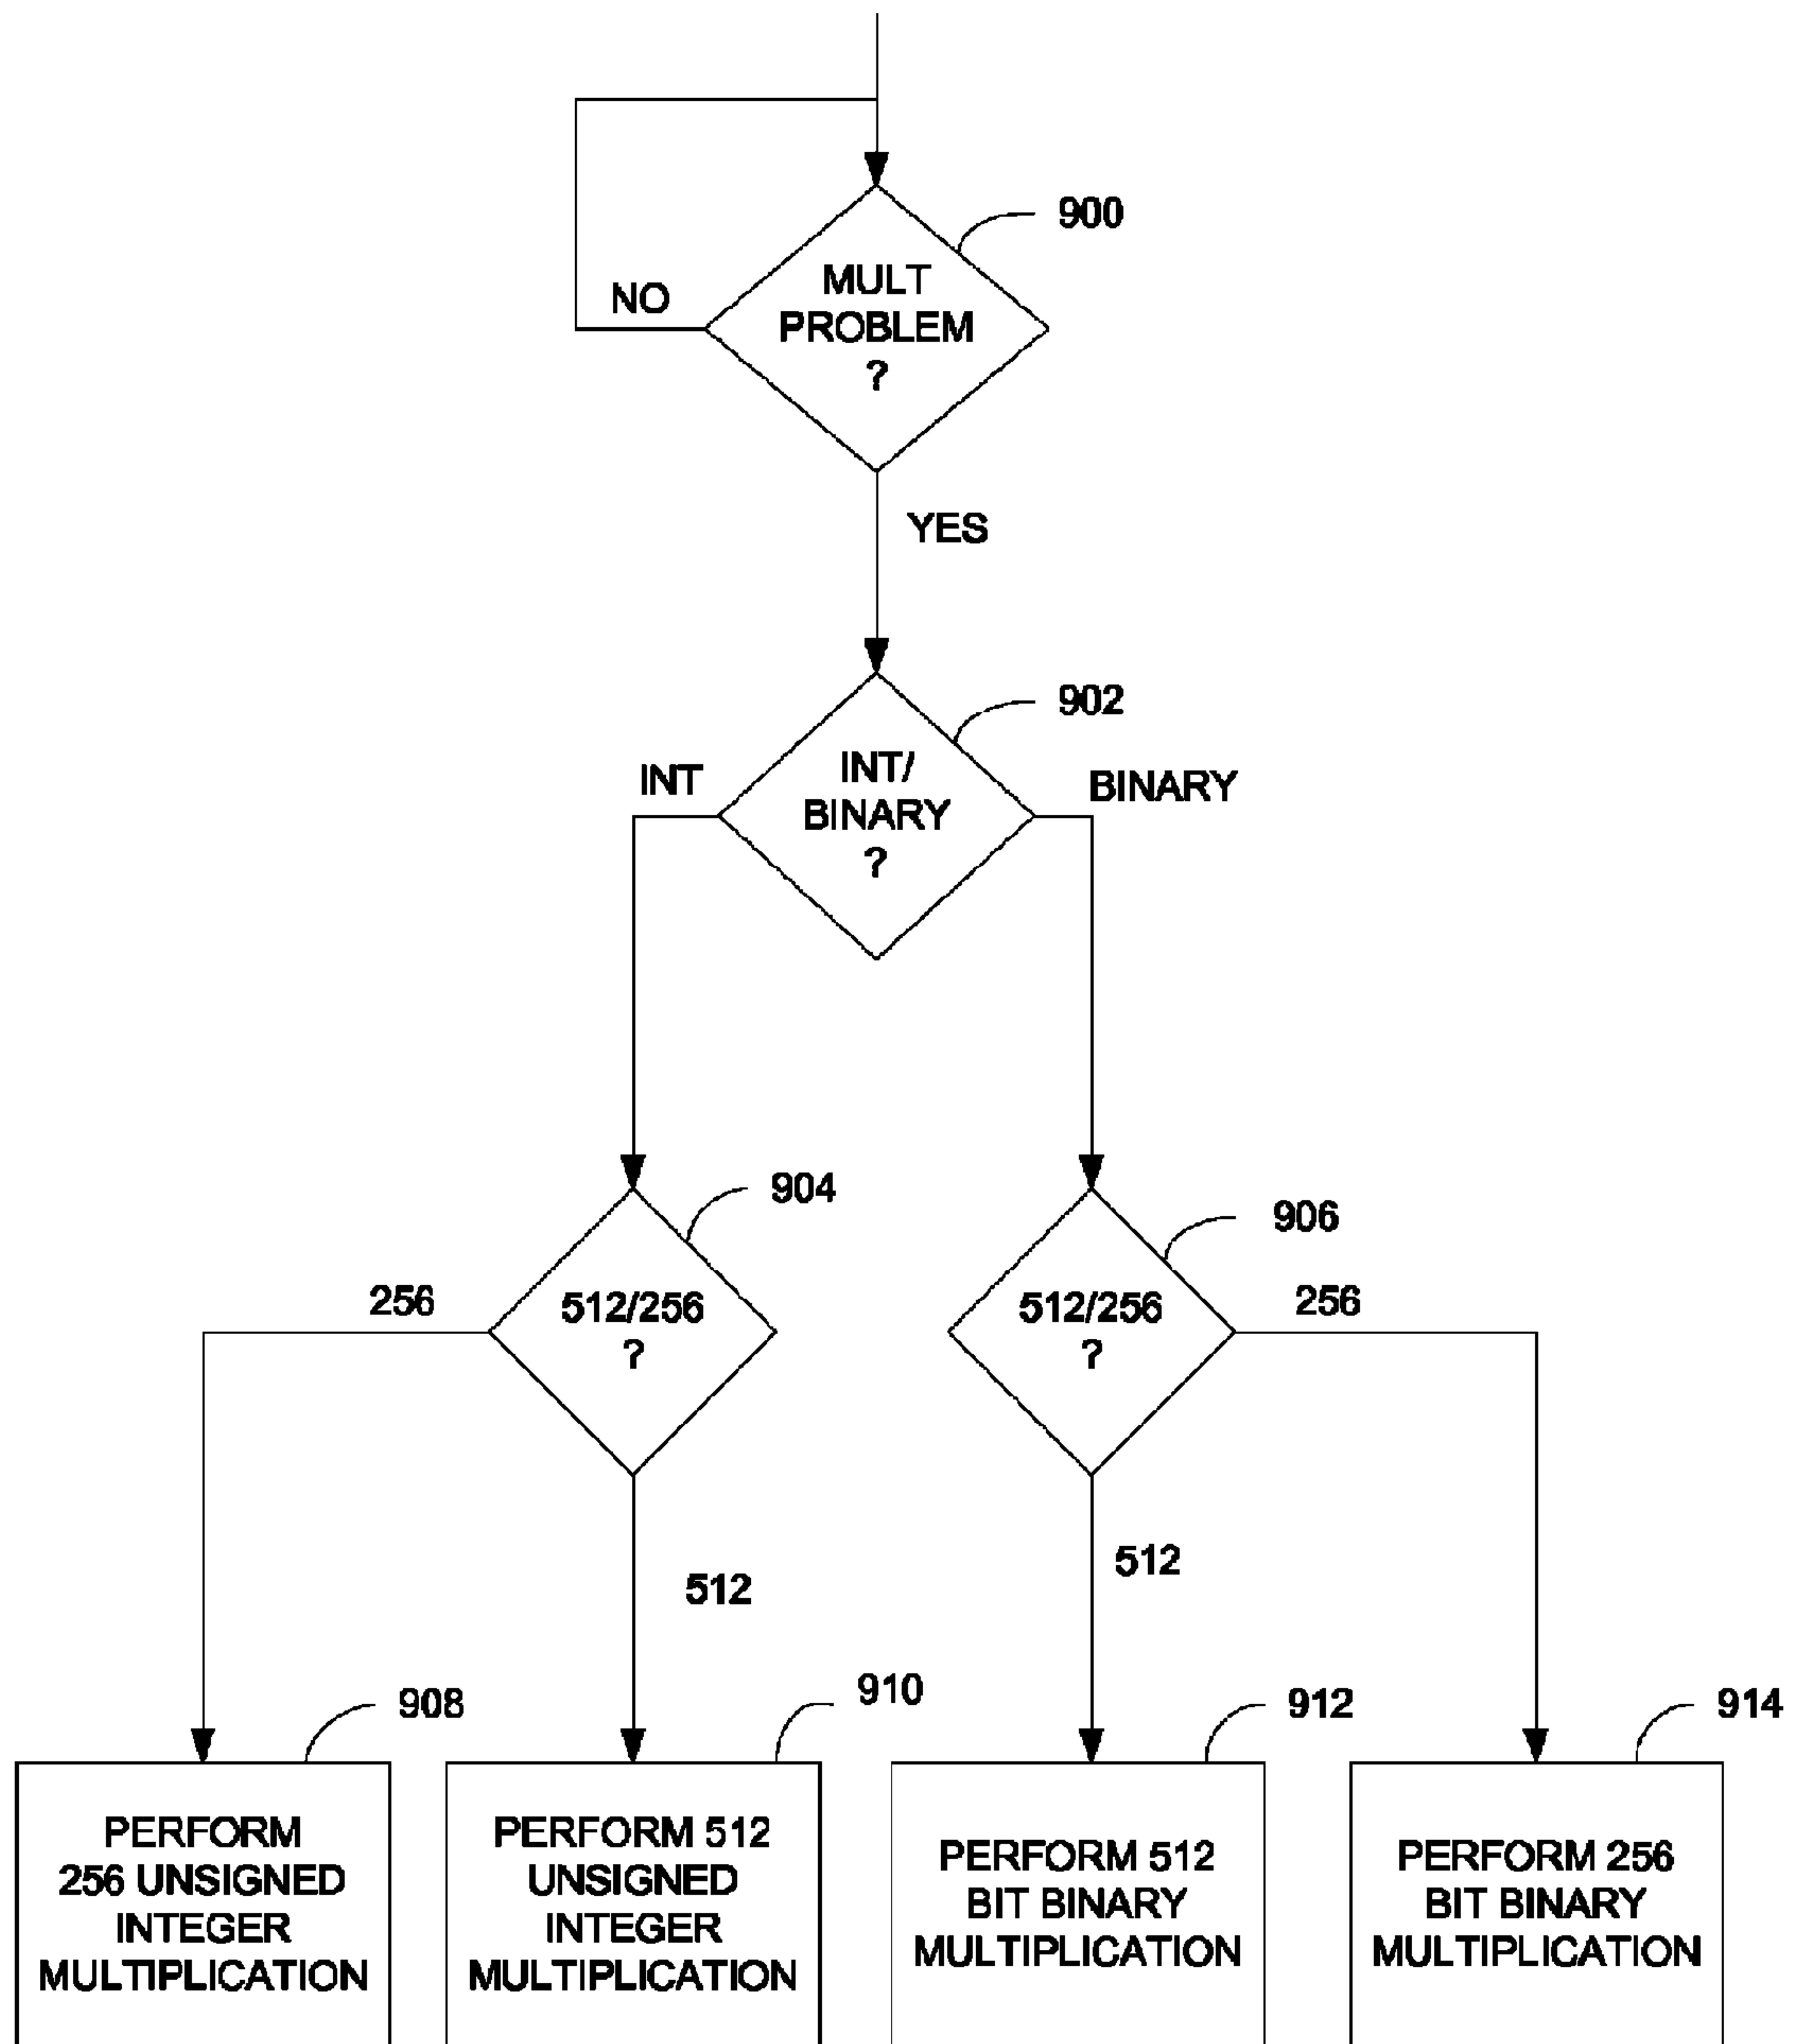 900
MULT
PROBLEM
?
NO
YES
902
INT/
BINARY
?
INT
BINARY
904
512/256
?
256
512
906
512/256
?
256
512
908
PERFORM
256 UNSIGNED
INTEGER
MULTIPLICATION
910
PERFORM 512
UNSIGNED
INTEGER
MULTIPLICATION
912
PERFORM 512
BIT BINARY
MULTIPLICATION
914
PERFORM 256
BIT BINARY
MULTIPLICATION